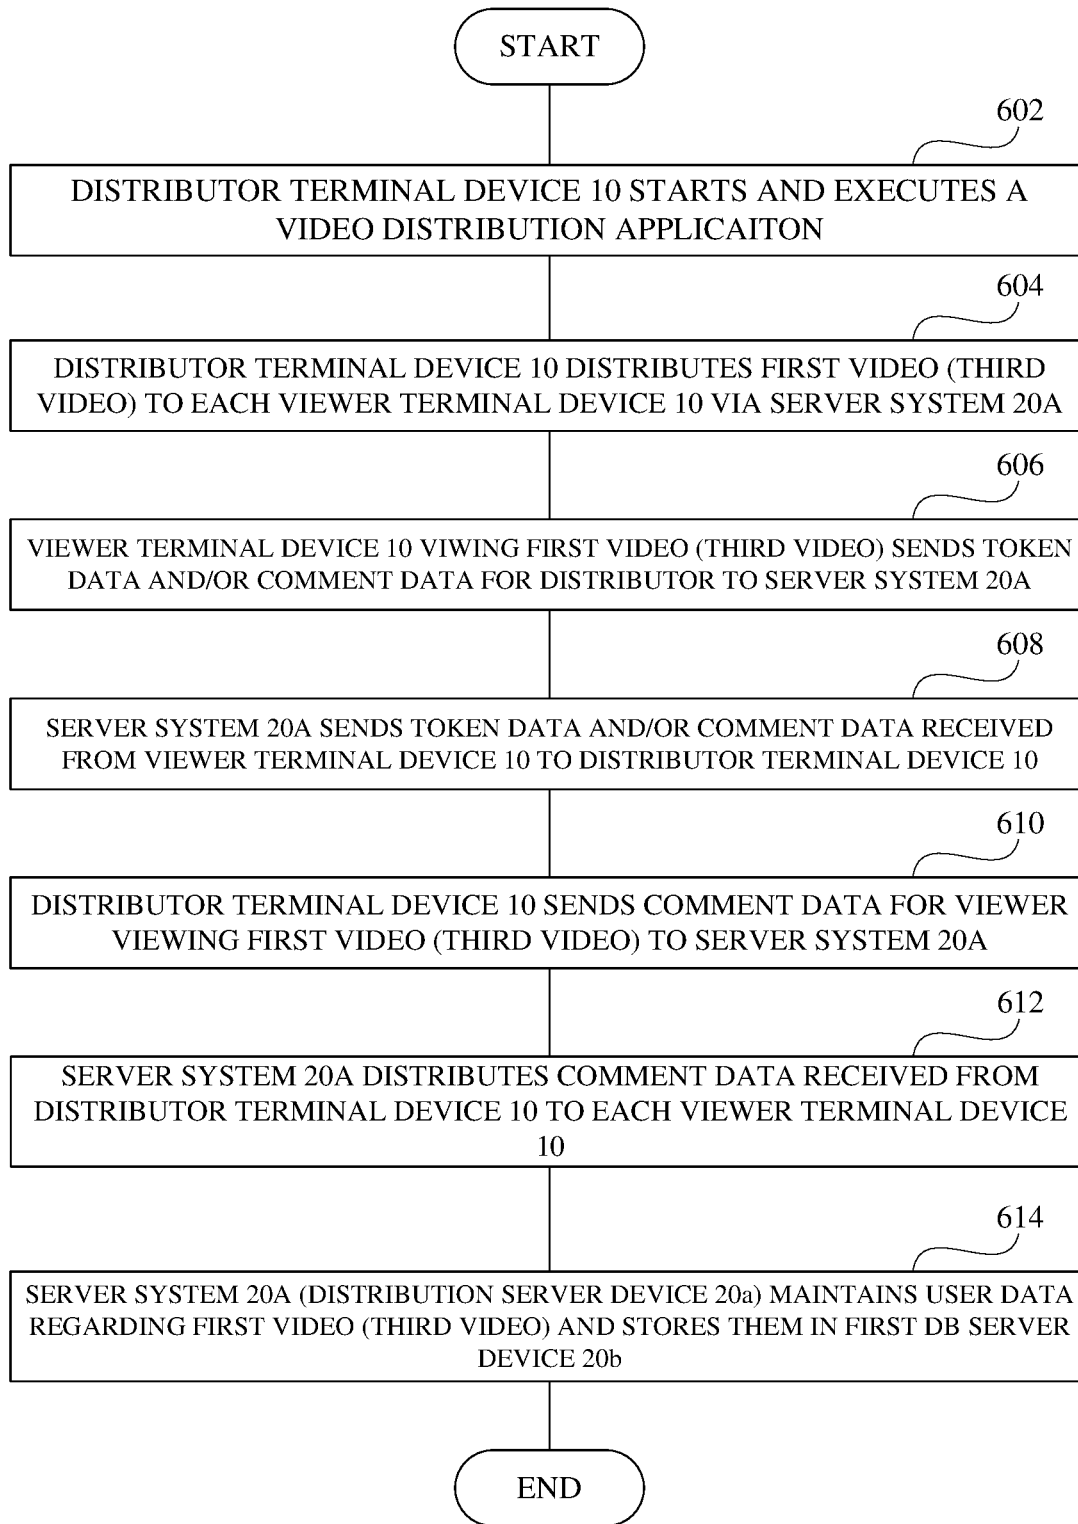 START
602
DISTRIBUTOR TERMINAL DEVICE 10 STARTS AND EXECUTES A
VIDEO DISTRIBUTION APPLICAITON
604
DISTRIBUTOR TERMINAL DEVICE 10 DISTRIBUTES FIRST VIDEO (THIRD
VIDEO) TO EACH VIEWER TERMINAL DEVICE 10 VIA SERVER SYSTEM 20A
606
VIEWER TERMINAL DEVICE 10 VIWING FIRST VIDEO (THIRD VIDEO) SENDS TOKEN
DATA AND/OR COMMENT DATA FOR DISTRIBUTOR TO SERVER SYSTEM 20A
608
SERVER SYSTEM 20A SENDS TOKEN DATA AND/OR COMMENT DATA RECEIVED
FROM VIEWER TERMINAL DEVICE 10 TO DISTRIBUTOR TERMINAL DEVICE 10
610
DISTRIBUTOR TERMINAL DEVICE 10 SENDS COMMENT DATA FOR VIEWER
VIEWING FIRST VIDEO (THIRD VIDEO) TO SERVER SYSTEM 20A
612
SERVER SYSTEM 20A DISTRIBUTES COMMENT DATA RECEIVED FROM
DISTRIBUTOR TERMINAL DEVICE 10 TO EACH VIEWER TERMINAL DEVICE
10
614
SERVER SYSTEM 20A (DISTRIBUTION SERVER DEVICE 20a) MAINTAINS USER DATA
REGARDING FIRST VIDEO (THIRD VIDEO) AND STORES THEM IN FIRST DB SERVER
DEVICE 20b
END